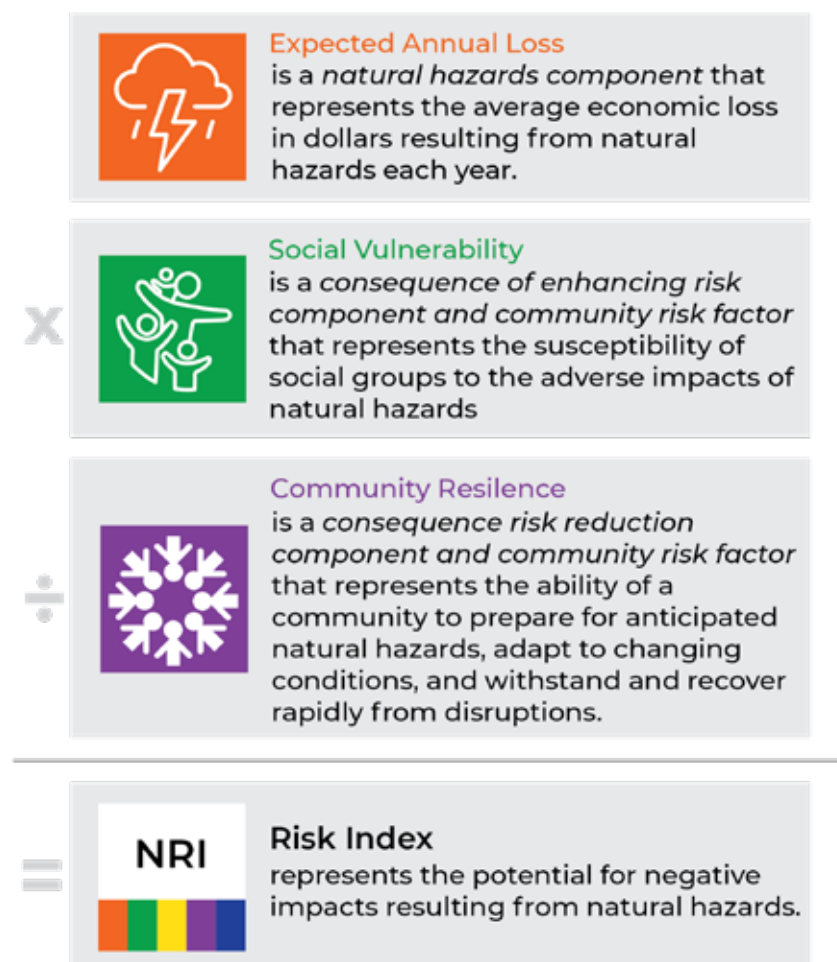 Expected Annual Loss
is a natural hazards component that
represents the average economic loss
in dollars resulting from natural
hazards each year.
x
Social Vulnerability
is a consequence of enhancing risk
component and community risk factor
that represents the susceptibility of
social groups to the adverse impacts of
natural hazards
÷
Community Resilence
is a consequence risk reduction
component and community risk factor
that represents the ability of a
community to prepare for anticipated
natural hazards, adapt to changing
conditions, and withstand and recover
rapidly from disruptions.
=
NRI
Risk Index
represents the potential for negative
impacts resulting from natural hazards.